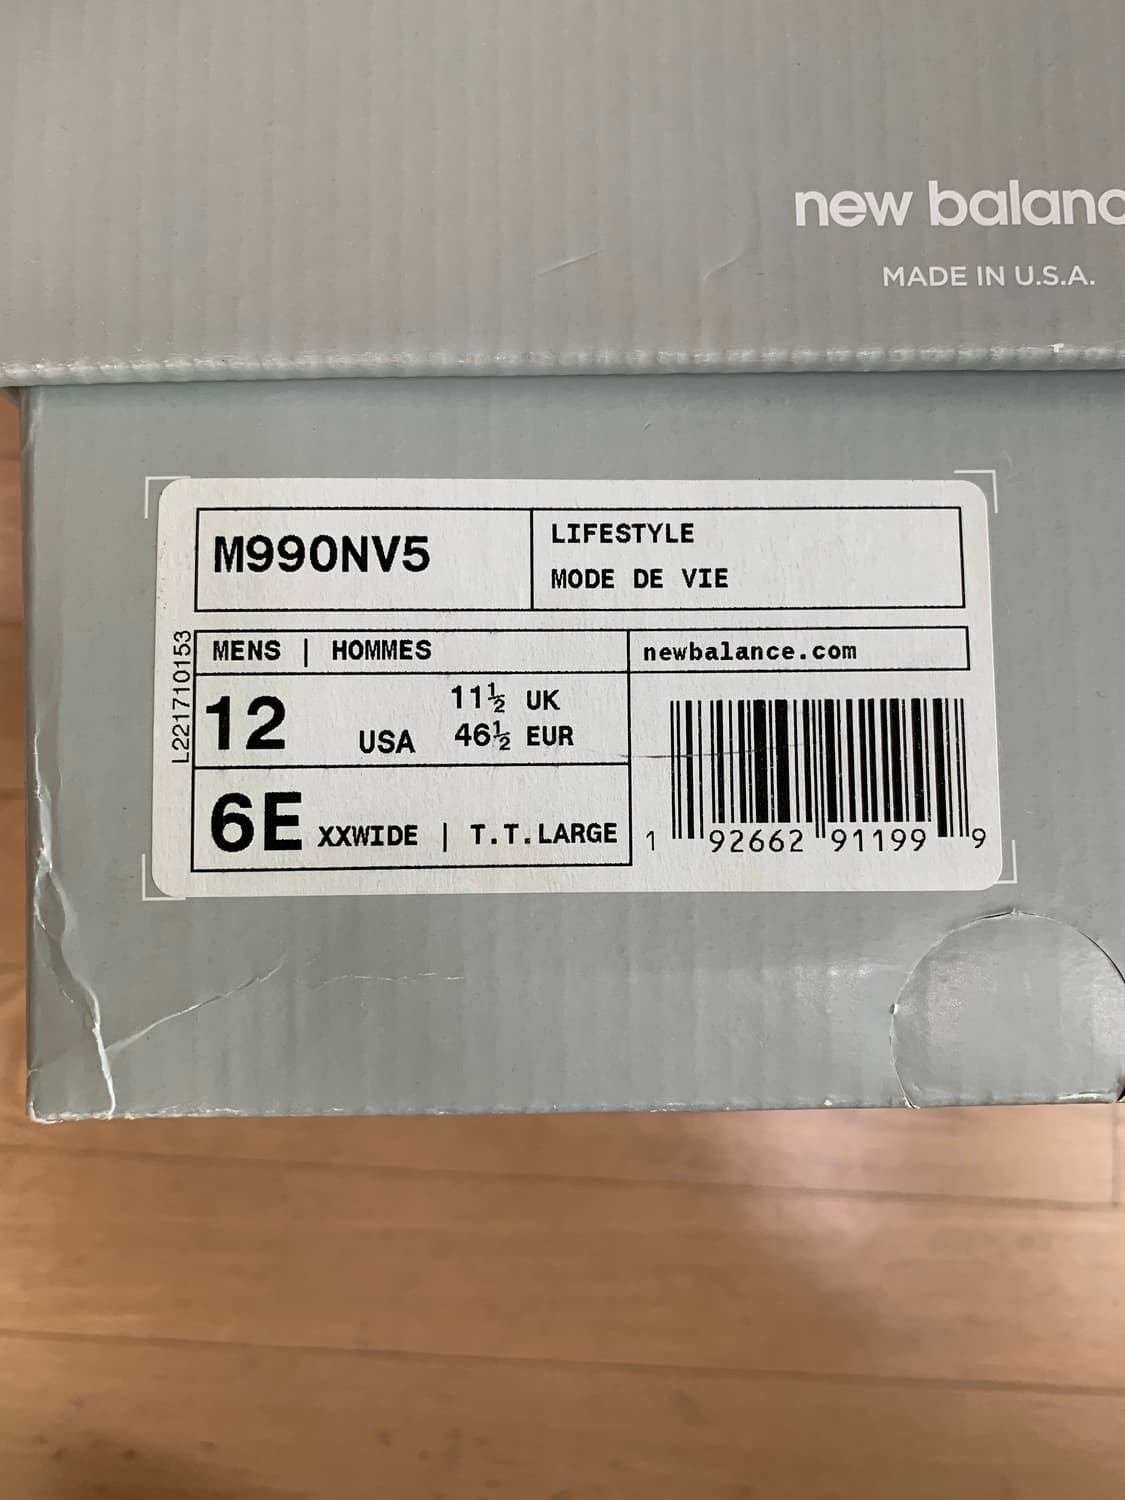 new balanc
MADE IN U.S.A.
M990NV5
LIFESTYLE
MODE DE VIE
L221710153
MENS | HOMMES
newbalance.com
12 USA
11½ UK
46½ EUR
6E XXWIDE | T.T.LARGE
1 92662 91199 9